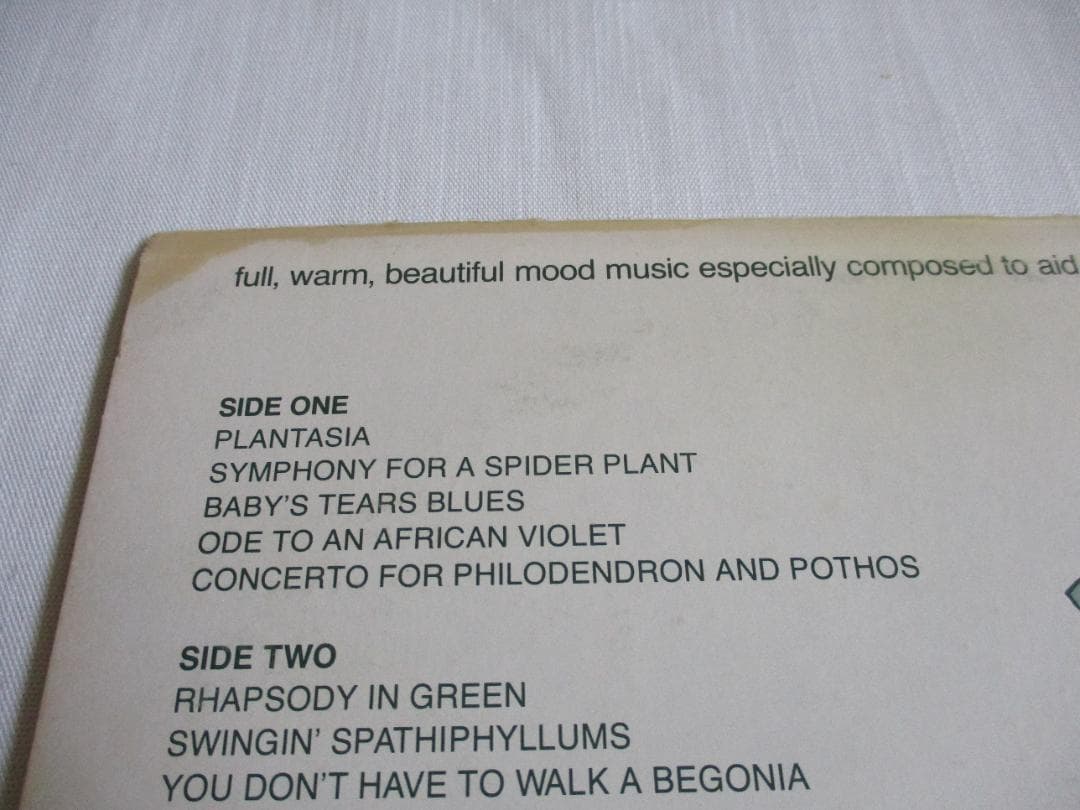 full, warm, beautiful mood music especially composed to aid
SIDE ONE
PLANTASIA
SYMPHONY FOR A SPIDER PLANT
BABY'S TEARS BLUES
ODE TO AN AFRICAN VIOLET
CONCERTO FOR PHILODENDRON AND POTHOS
SIDE TWO
RHAPSODY IN GREEN
SWINGIN' SPATHIPHYLLUMS
YOU DON'T HAVE TO WALK A BEGONIA